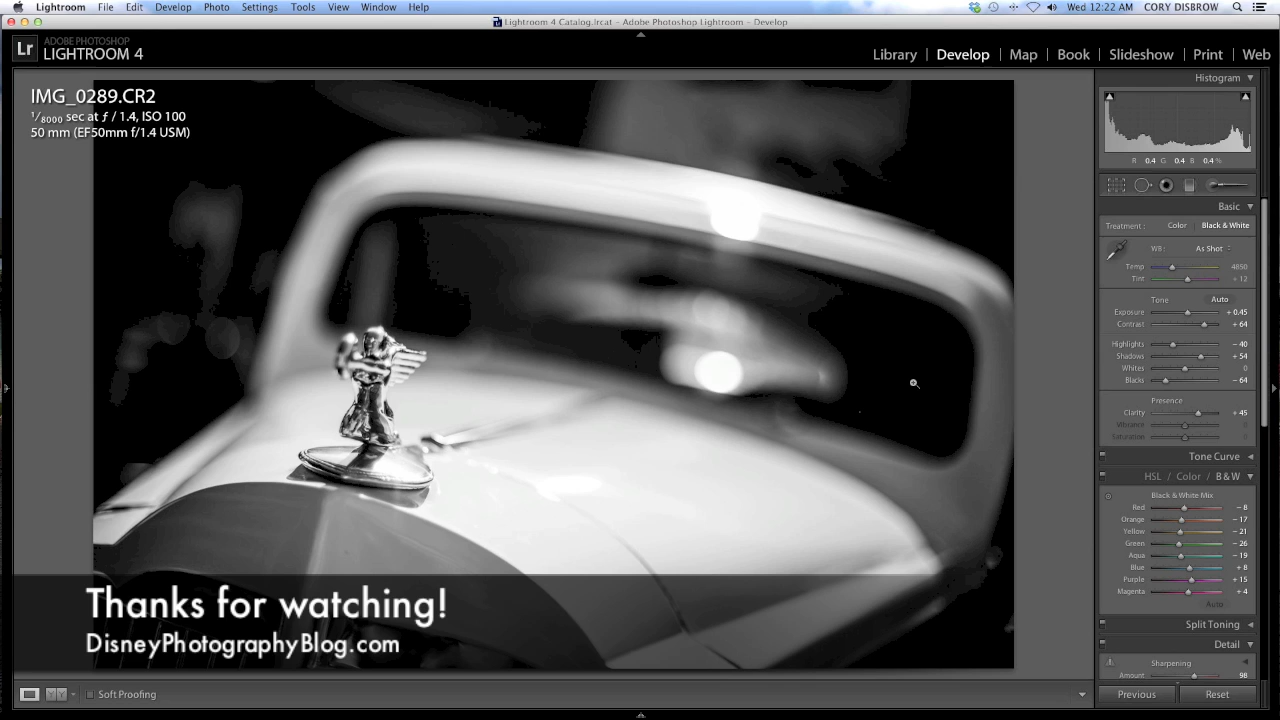 Lightroom File Edit Develop Photo Settings Tools View Window Help Wed 12:22 AM CORY DISBROW
Lightroom 4 Catalog.lrcat – Adobe Photoshop Lightroom – Develop
Lr ADOBE PHOTOSHOP
LIGHTROOM 4
Library | Develop | Map | Book | Slideshow | Print | Web
IMG_0289.CR2
1/8000 sec at ƒ / 1.4, ISO 100
50 mm (EF50mm f/1.4 USM)
Histogram
R 0.4 G 0.4 B 0.4 %
Basic
Treatment : Color | Black & White
WB : As Shot
Temp 4850
Tint + 12
Tone Auto
Exposure + 0.45
Contrast + 64
Highlights – 40
Shadows + 54
Whites 0
Blacks – 64
Presence
Clarity + 45
Vibrance 0
Saturation 0
Tone Curve
HSL / Color / B & W
Black & White Mix
Red – 8
Orange – 17
Yellow – 21
Green – 26
Aqua – 19
Blue + 8
Purple + 15
Magenta + 4
Auto
Split Toning
Detail
Sharpening
Amount 98
Thanks for watching!
DisneyPhotographyBlog.com
Soft Proofing
Previous Reset